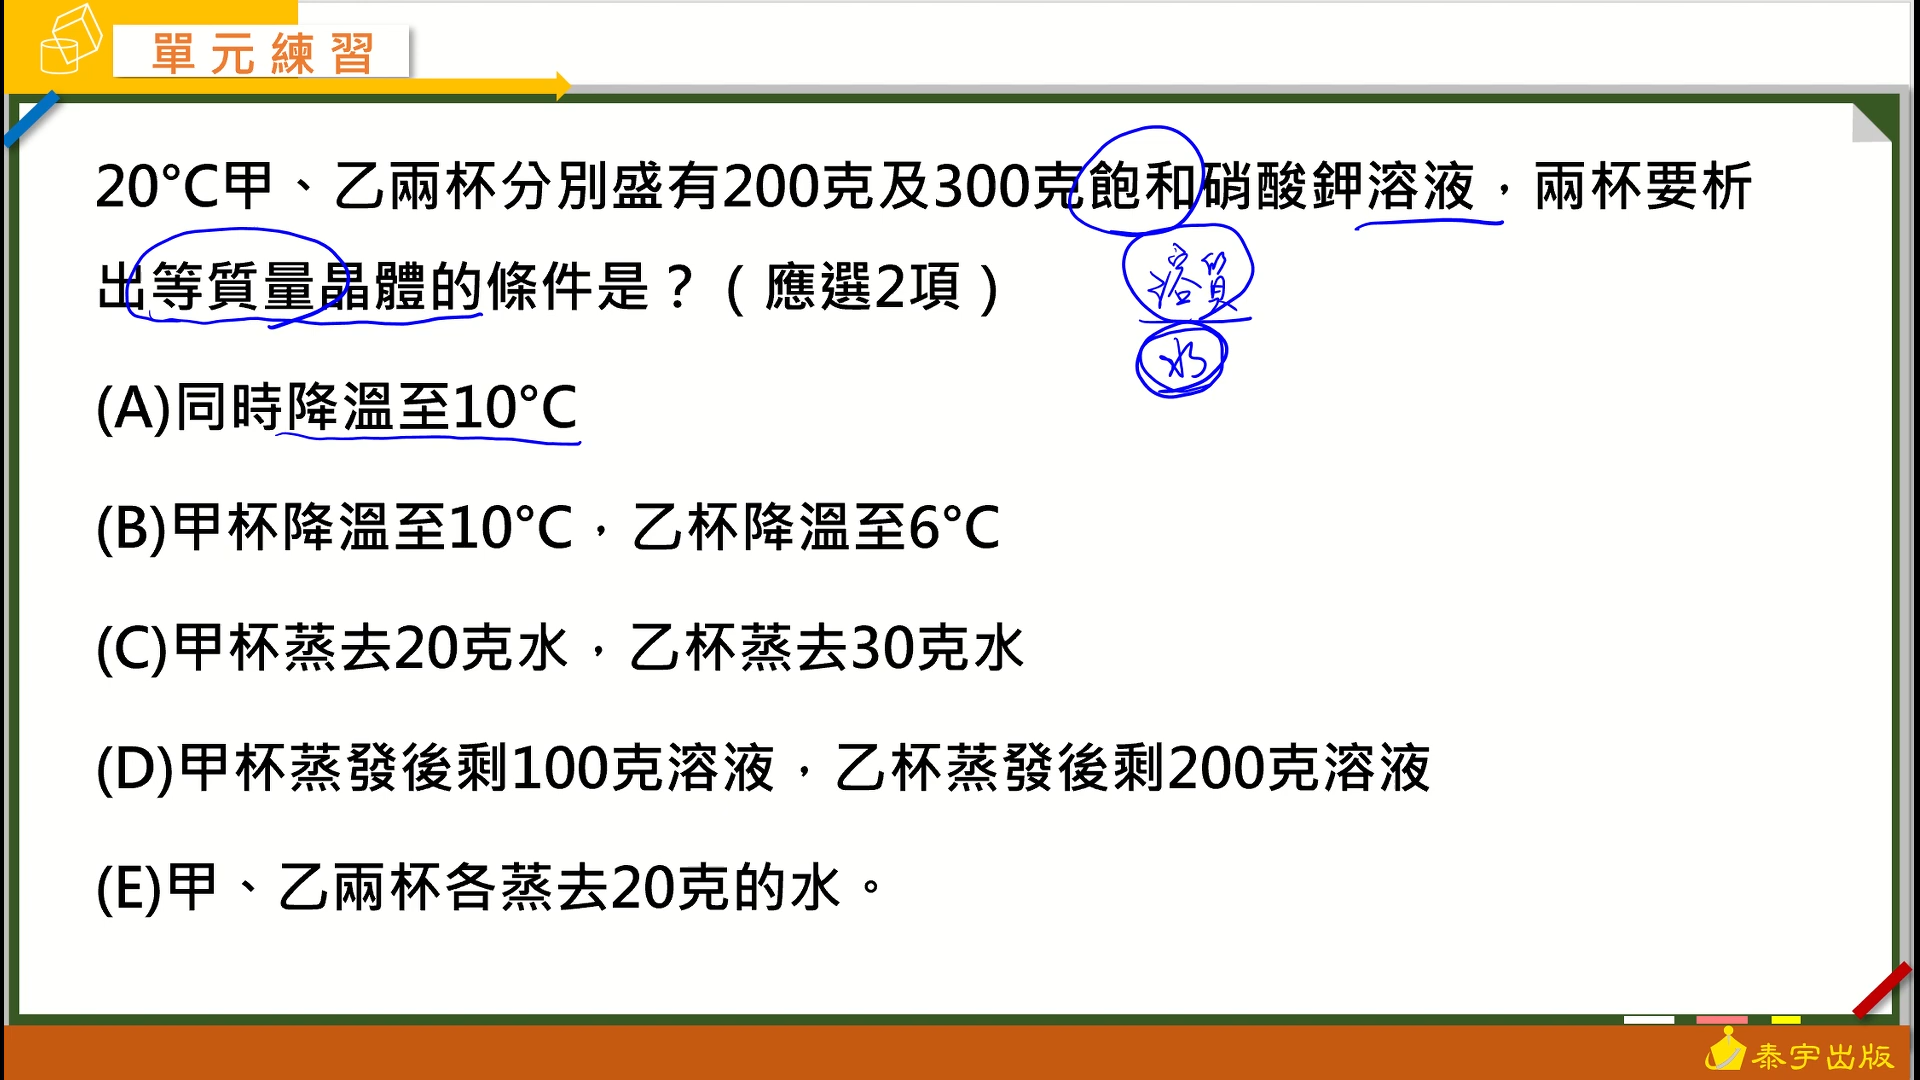 單元練習
20°C甲、乙兩杯分別盛有200克及300克飽和硝酸鉀溶液，兩杯要析
出等質量晶體的條件是？（應選2項）
溶質
水
(A)同時降溫至10°C
(B)甲杯降溫至10°C，乙杯降溫至6°C
(C)甲杯蒸去20克水，乙杯蒸去30克水
(D)甲杯蒸發後剩100克溶液，乙杯蒸發後剩200克溶液
(E)甲、乙兩杯各蒸去20克的水。
泰宇出版